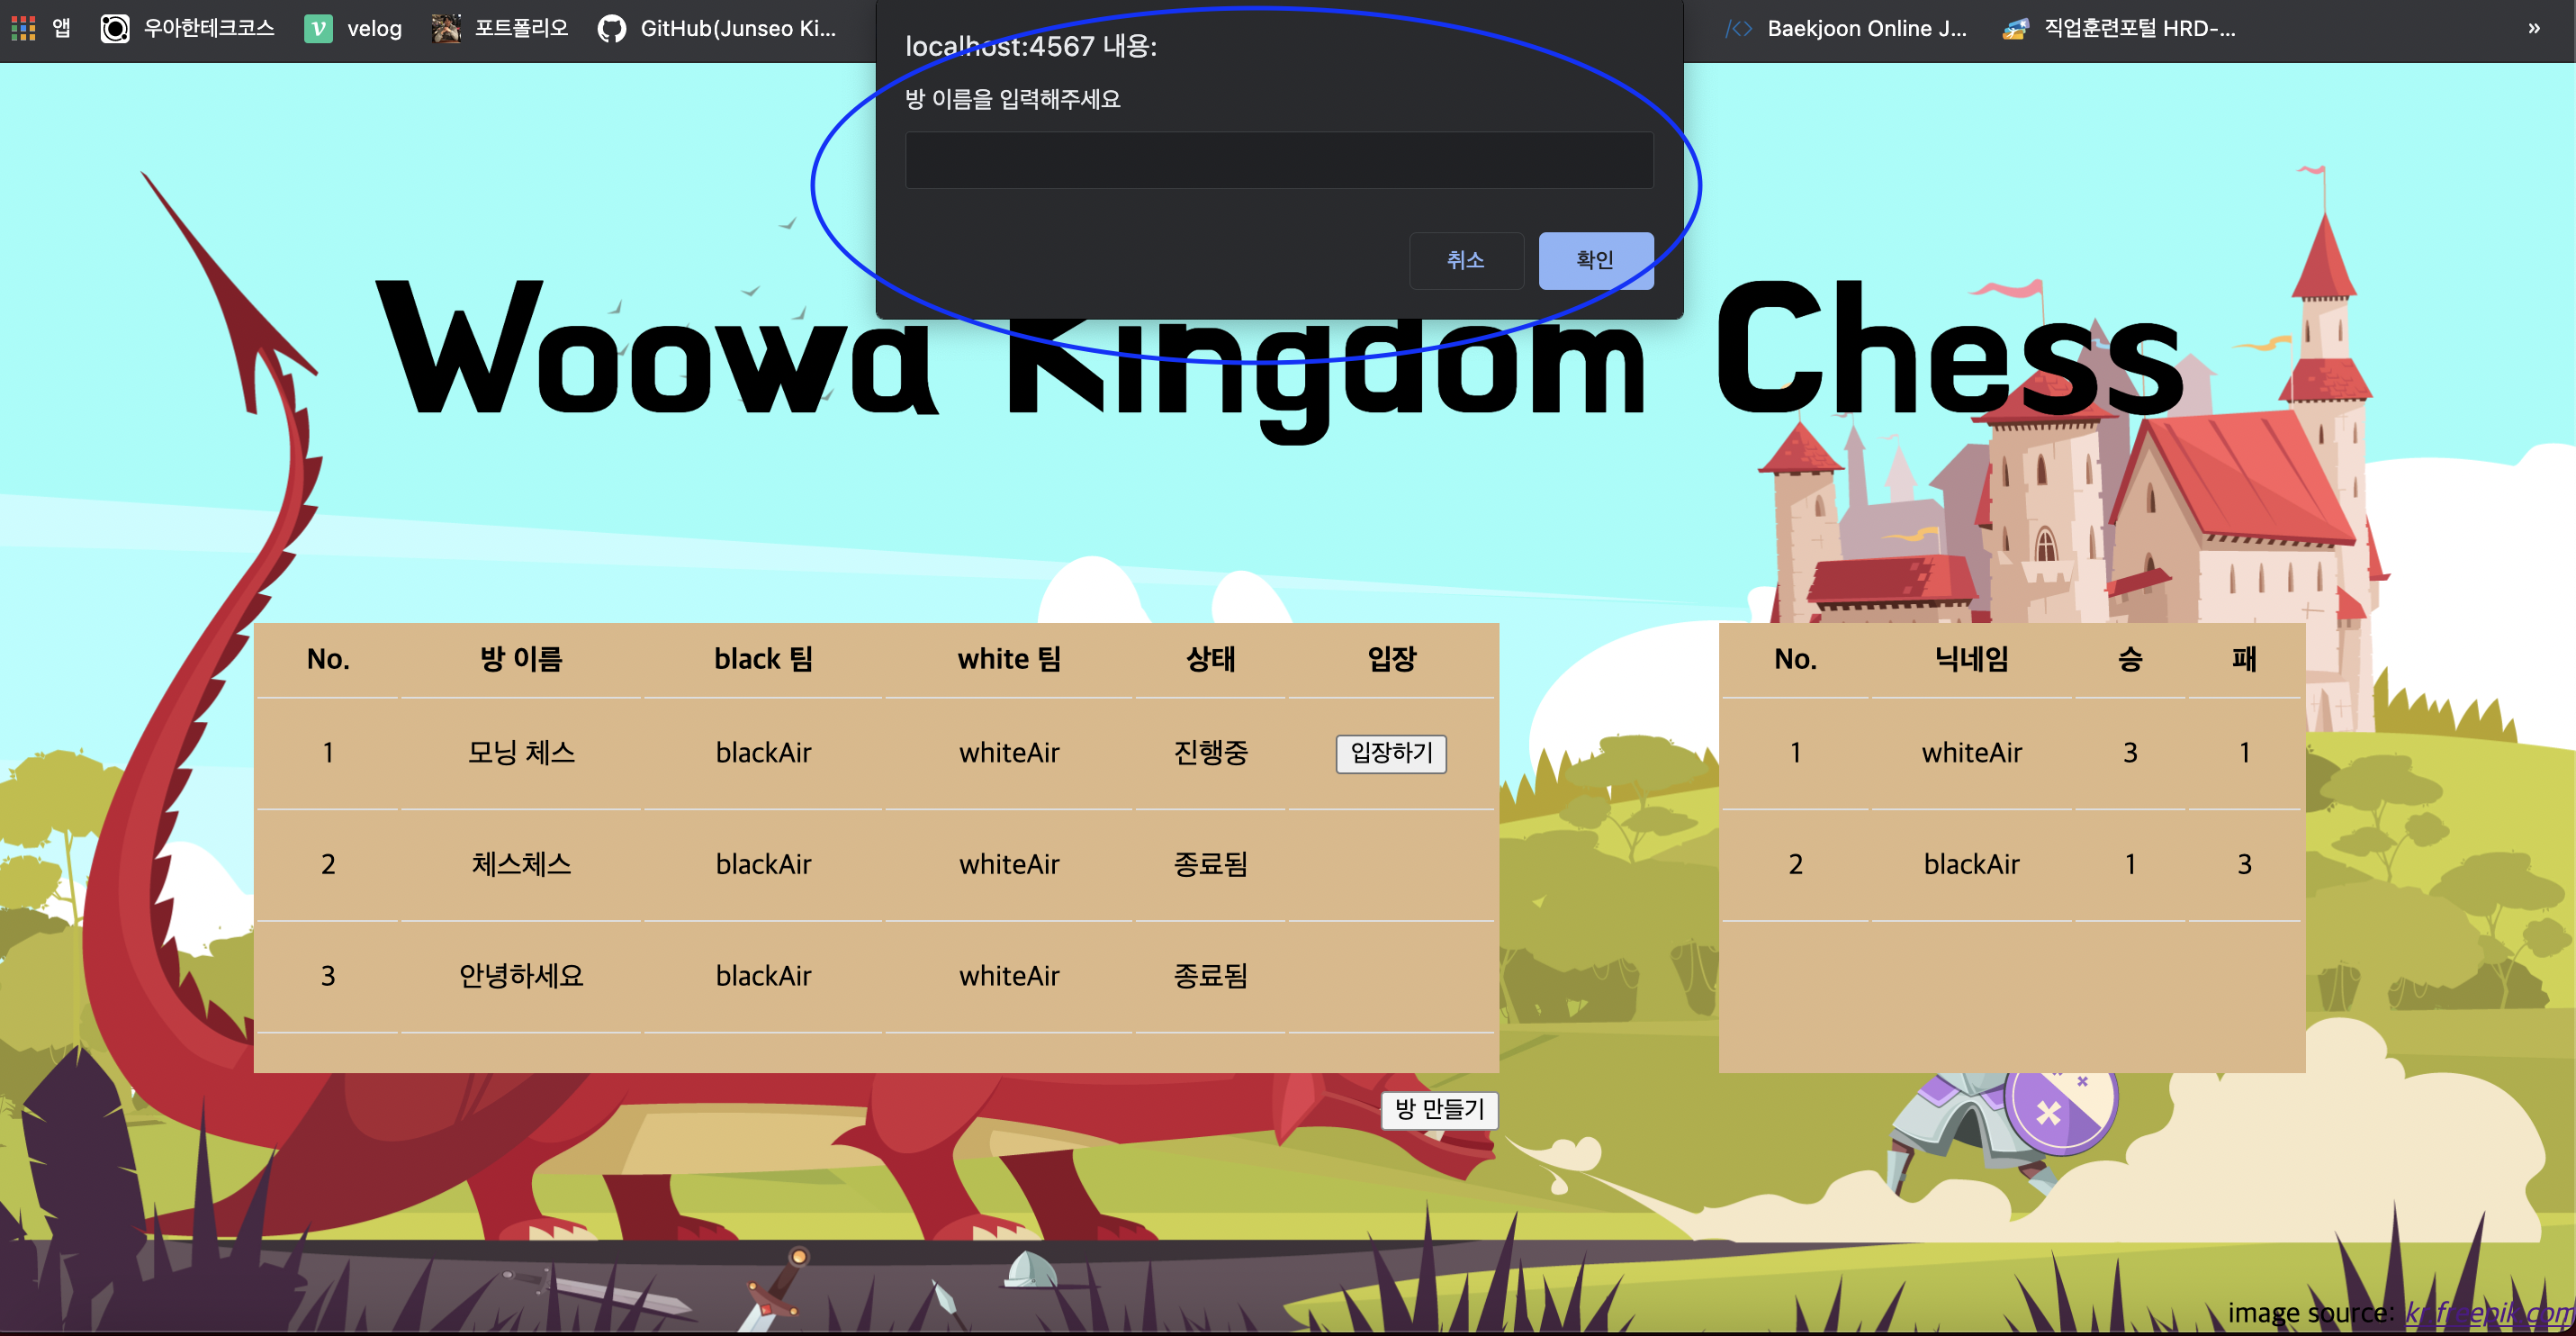 앱 우아한테크코스 velog 포트폴리오 GitHub(Junseo Ki... Baekjoon Online J... 직업훈련포털 HRD-... »
localhost:4567 내용:
방 이름을 입력해주세요
취소 확인
Woowa Kingdom Chess
No. 방 이름 black 팀 white 팀 상태 입장
1 모닝 체스 blackAir whiteAir 진행중 입장하기
2 체스체스 blackAir whiteAir 종료됨
3 안녕하세요 blackAir whiteAir 종료됨
방 만들기
No. 닉네임 승 패
1 whiteAir 3 1
2 blackAir 1 3
image source: kr.freepik.com